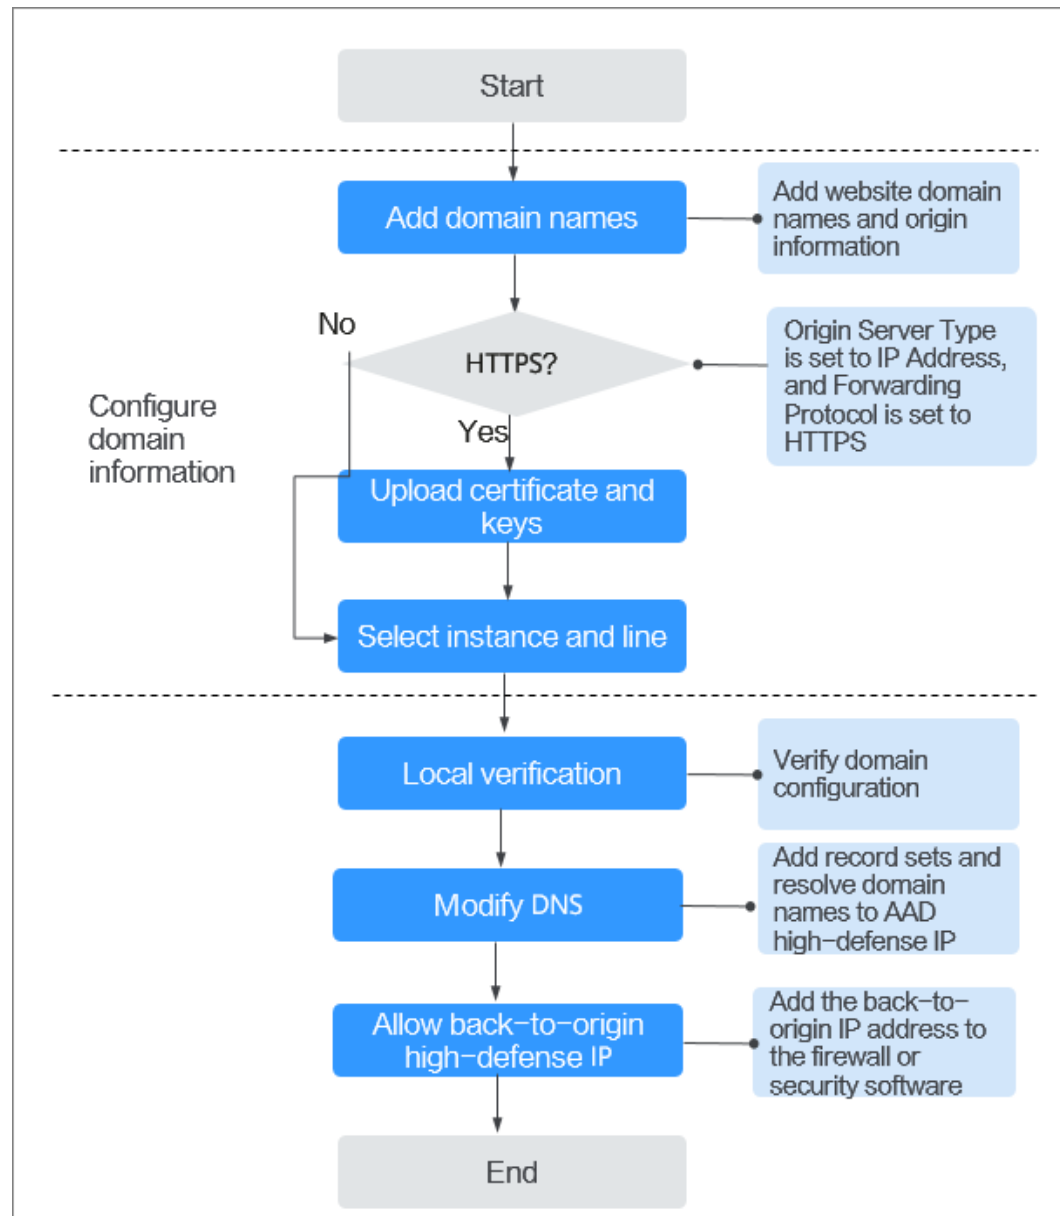 Start
Add domain names
Add website domain
names and origin
information
No
HTTPS?
Origin Server Type
is set to IP Address,
and Forwarding
Protocol is set to
HTTPS
Configure
domain
information
Yes
Upload certificate and
keys
Select instance and line
Local verification
Verify domain
configuration
Modify DNS
Add record sets and
resolve domain
names to AAD
high-defense IP
Allow back-to-origin
high-defense IP
Add the back-to-
origin IP address to
the firewall or
security software
End